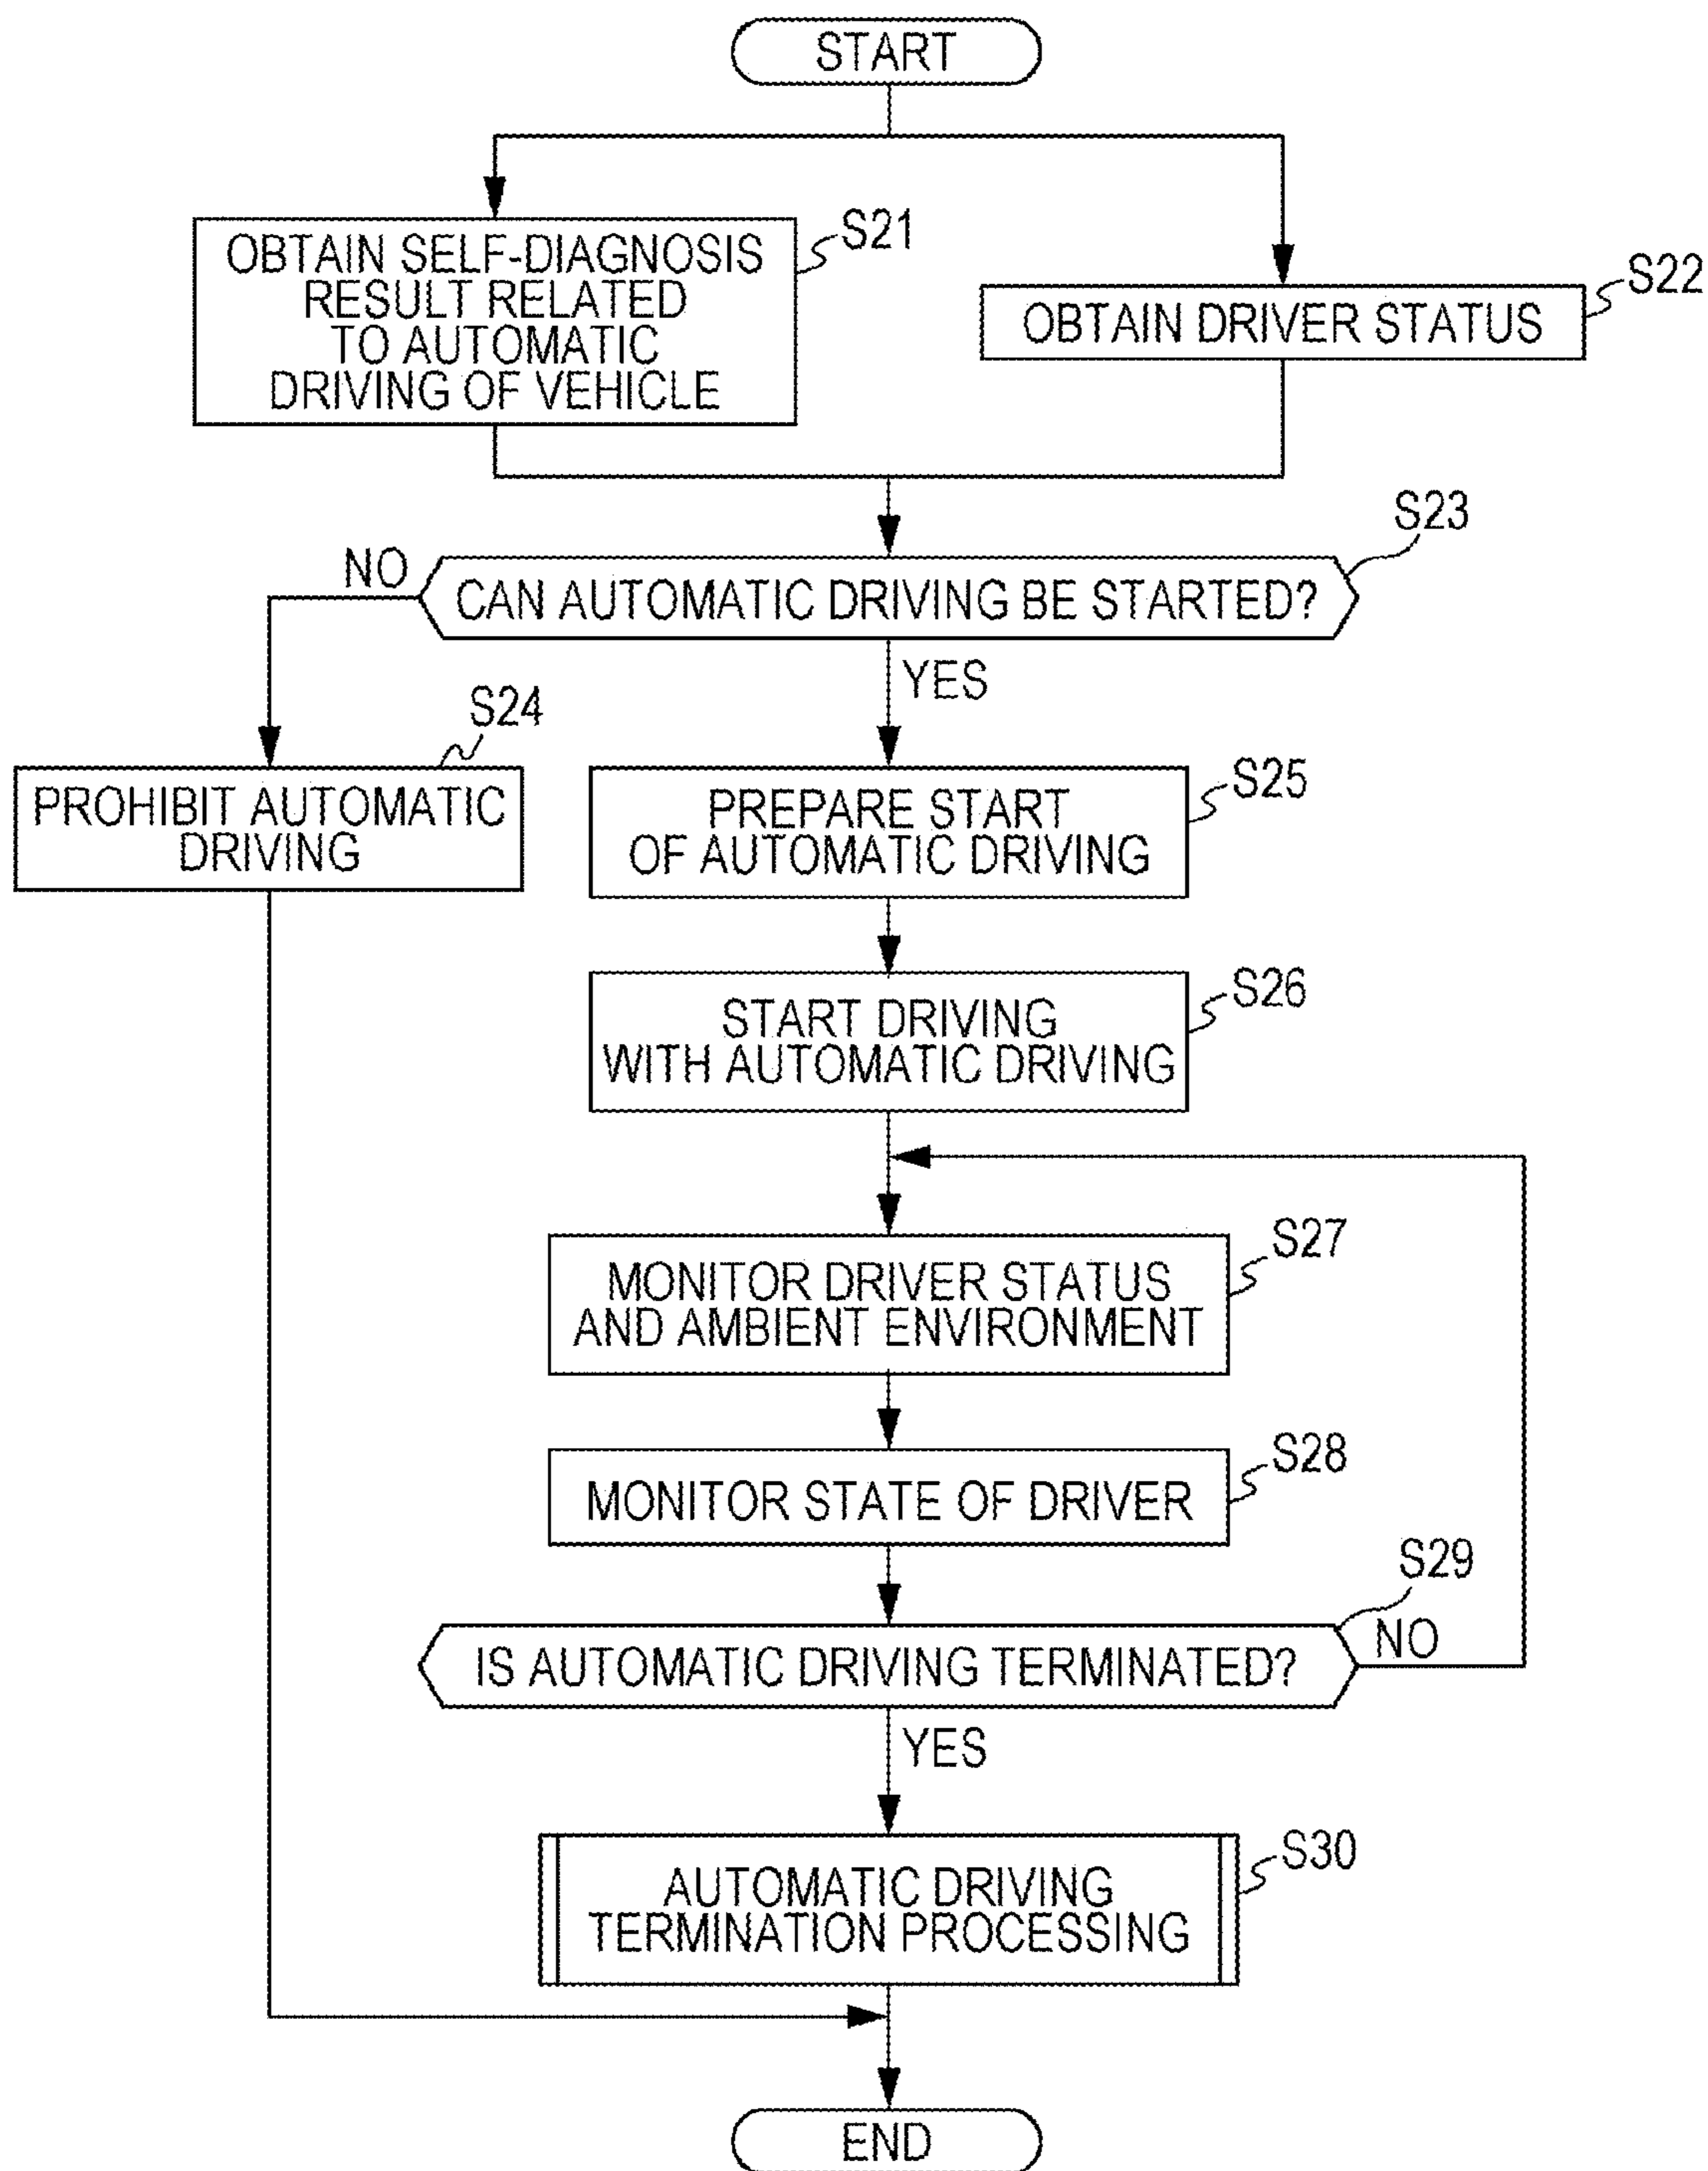 START
S21
OBTAIN SELF-DIAGNOSIS
RESULT RELATED
TO AUTOMATIC
DRIVING OF VEHICLE
S22
OBTAIN DRIVER STATUS
S23
NO
CAN AUTOMATIC DRIVING BE STARTED?
YES
S24
PROHIBIT AUTOMATIC
DRIVING
S25
PREPARE START
OF AUTOMATIC DRIVING
S26
START DRIVING
WITH AUTOMATIC DRIVING
S27
MONITOR DRIVER STATUS
AND AMBIENT ENVIRONMENT
S28
MONITOR STATE OF DRIVER
S29
IS AUTOMATIC DRIVING TERMINATED?
NO
YES
S30
AUTOMATIC DRIVING
TERMINATION PROCESSING
END